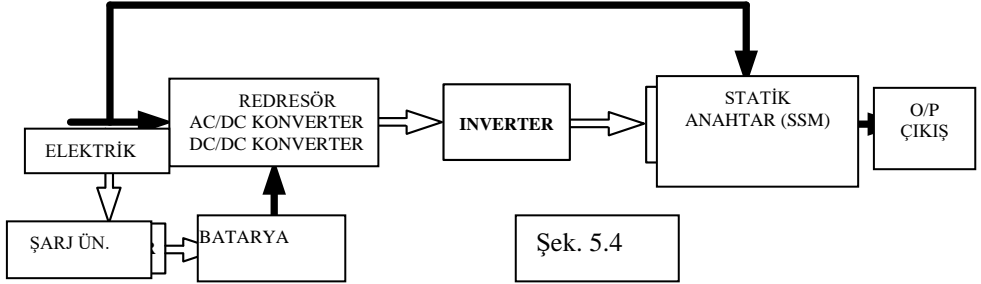 REDRESÖR
AC/DC KONVERTER
DC/DC KONVERTER
INVERTER
STATİK
ANAHTAR (SSM)
O/P
ÇIKIŞ
ELEKTRİK
ŞARJ ÜN.
BATARYA
Şek. 5.4